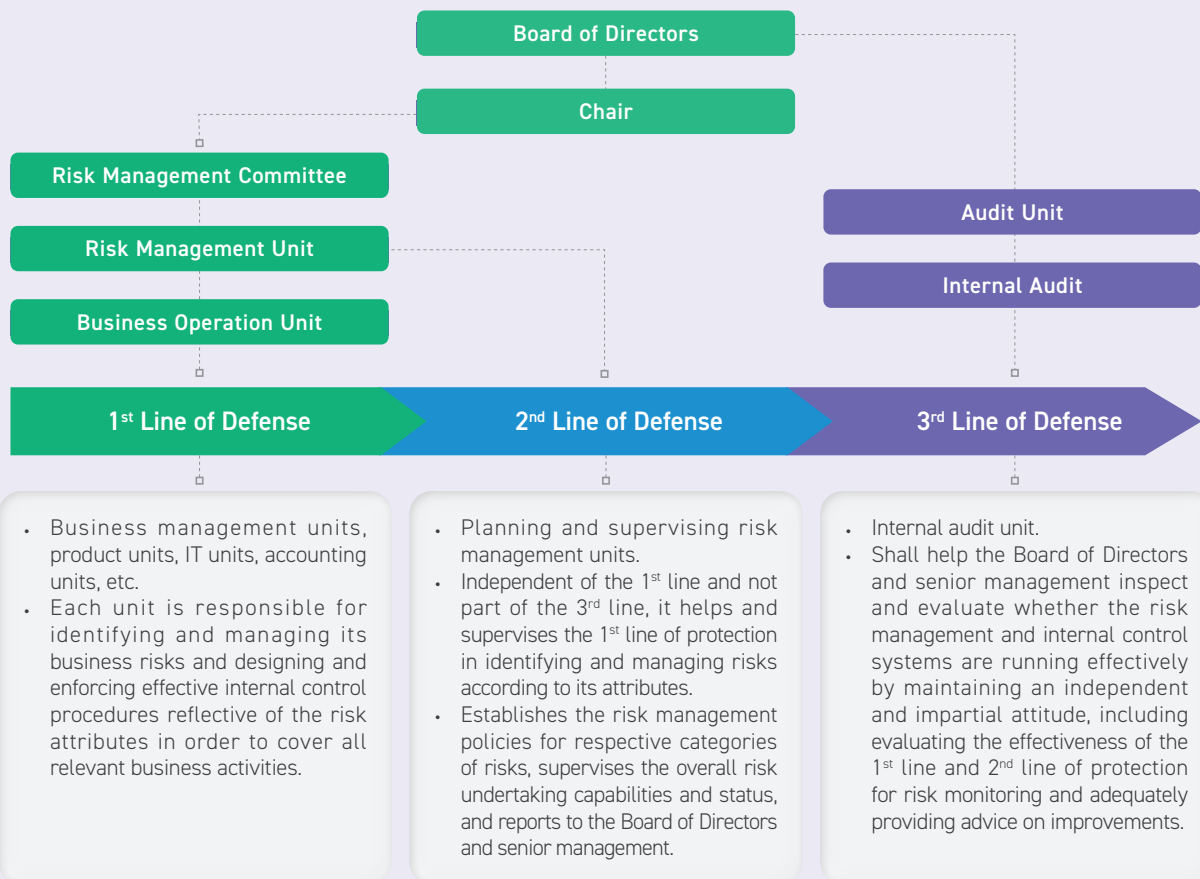 Board of Directors
Chair
Risk Management Committee
Risk Management Unit
Business Operation Unit
Audit Unit
Internal Audit
1st Line of Defense
2nd Line of Defense
3rd Line of Defense
• Business management units,
product units, IT units, accounting
units, etc.
• Each unit is responsible for
identifying and managing its
business risks and designing and
enforcing effective internal control
procedures reflective of the risk
attributes in order to cover all
relevant business activities.
• Planning and supervising risk
management units.
• Independent of the 1st line and not
part of the 3rd line, it helps and
supervises the 1st line of protection
in identifying and managing risks
according to its attributes.
• Establishes the risk management
policies for respective categories
of risks, supervises the overall risk
undertaking capabilities and status,
and reports to the Board of Directors
and senior management.
• Internal audit unit.
• Shall help the Board of Directors
and senior management inspect
and evaluate whether the risk
management and internal control
systems are running effectively
by maintaining an independent
and impartial attitude, including
evaluating the effectiveness of the
1st line and 2nd line of protection
for risk monitoring and adequately
providing advice on improvements.